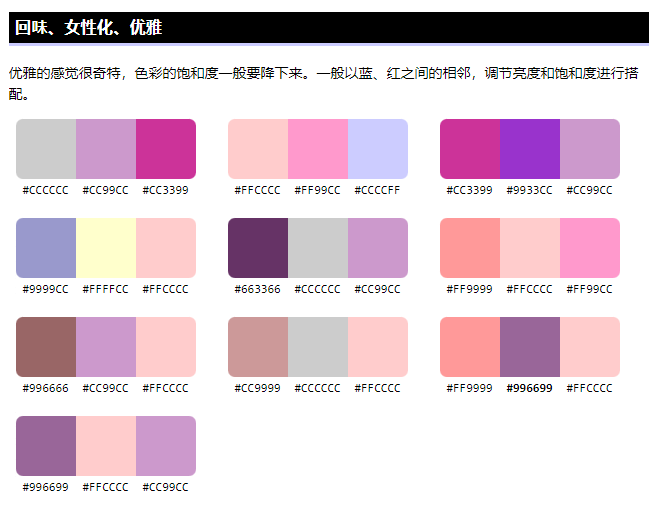 回味、女性化、优雅
优雅的感觉很奇特，色彩的饱和度一般要降下来。一般以蓝、红之间的相邻，调节亮度和饱和度进行搭
配。
#CCCCCC #CC99CC #CC3399 #FFCCCC #FF99CC #CCCCFF #CC3399 #9933CC #CC99CC
#9999CC #FFFFCC #FFCCCC #663366 #CCCCCC #CC99CC #FF9999 #FFCCCC #FF99CC
#996666 #CC99CC #FFCCCC #CC9999 #CCCCCC #FFCCCC #FF9999 #996699 #FFCCCC
#996699 #FFCCCC #CC99CC